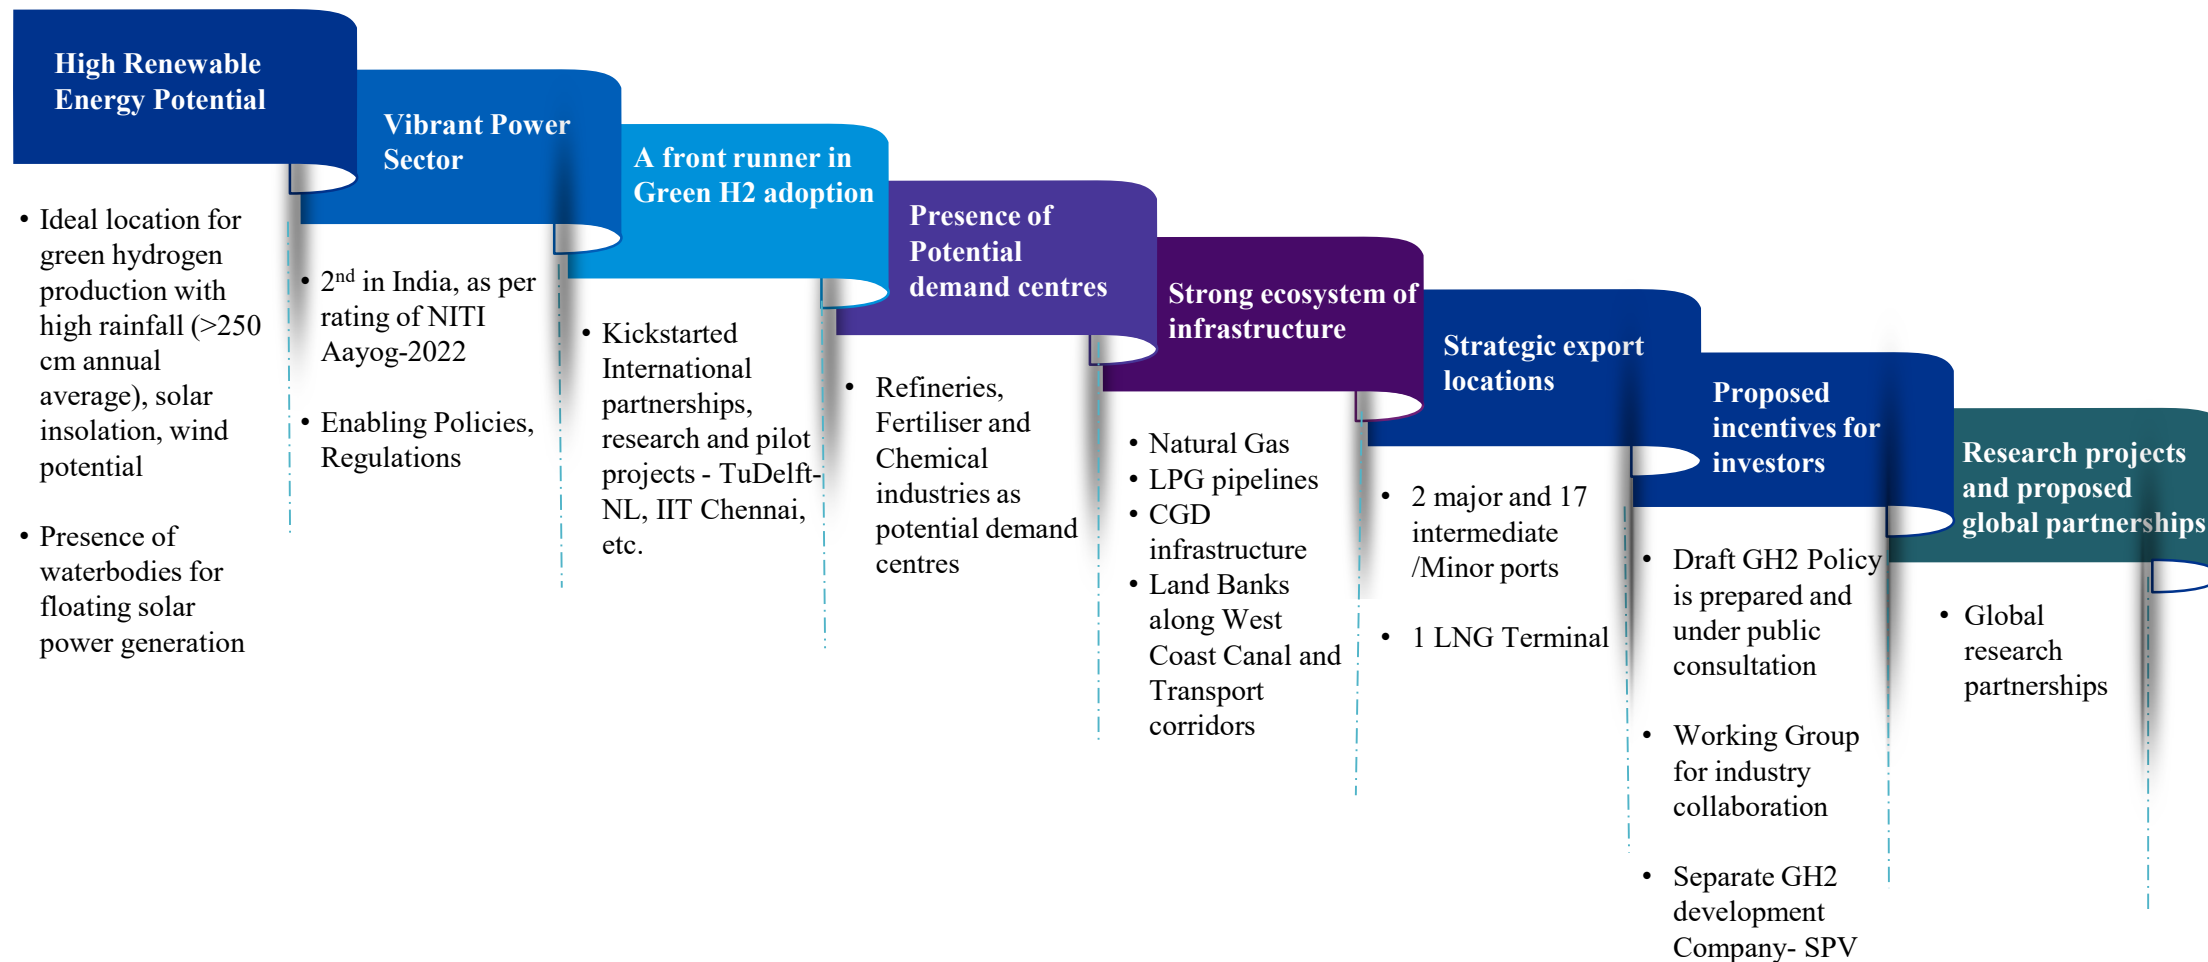 High Renewable
Energy Potential
• Ideal location for
green hydrogen
production with
high rainfall (>250
cm annual
average), solar
insolation, wind
potential
• Presence of
waterbodies for
floating solar
power generation
Vibrant Power
Sector
• 2nd in India, as per
rating of NITI
Aayog-2022
• Enabling Policies,
Regulations
A front runner in
Green H2 adoption
• Kickstarted
International
partnerships,
research and pilot
projects - TuDelft-
NL, IIT Chennai,
etc.
Presence of
Potential
demand centres
• Refineries,
Fertiliser and
Chemical
industries as
potential demand
centres
Strong ecosystem of
infrastructure
• Natural Gas
• LPG pipelines
• CGD
infrastructure
• Land Banks
along West
Coast Canal and
Transport
corridors
Strategic export
locations
• 2 major and 17
intermediate
/Minor ports
• 1 LNG Terminal
Proposed
incentives for
investors
• Draft GH2 Policy
is prepared and
under public
consultation
• Working Group
for industry
collaboration
• Separate GH2
development
Company- SPV
Research projects
and proposed
global partnerships
• Global
research
partnerships